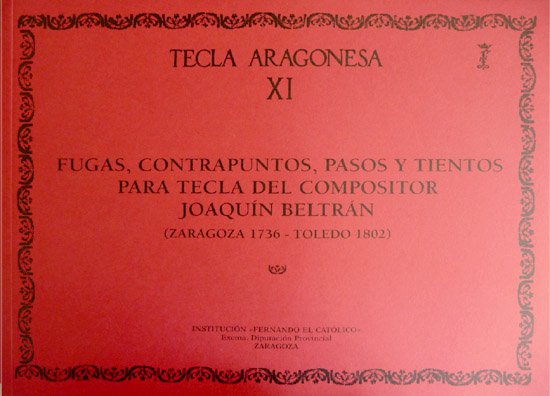 TECLA ARAGONESA
XI
FUGAS, CONTRAPUNTOS, PASOS Y TIENTOS
PARA TECLA DEL COMPOSITOR
JOAQUÍN BELTRÁN
(ZARAGOZA 1736 - TOLEDO 1802)
INSTITUCIÓN «FERNANDO EL CATÓLICO»
Excma. Diputación Provincial
ZARAGOZA